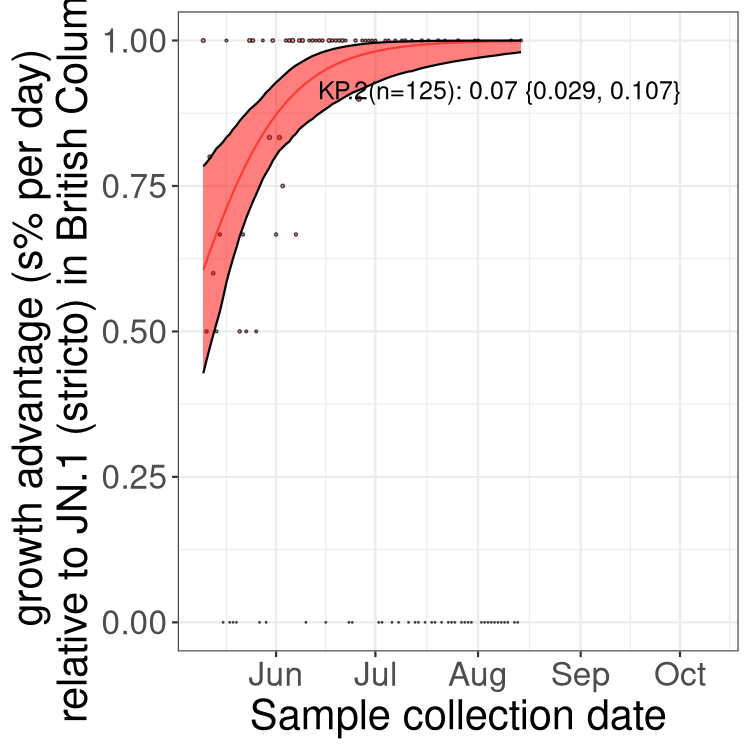 growth advantage (s% per day)
relative to JN.1 (stricto) in British Colum
1.00
0.75
0.50
0.25
0.00
KP.2(n=125): 0.07 {0.029, 0.107}
Jun Jul Aug Sep Oct
Sample collection date